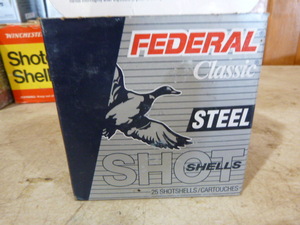 WINCHESTER
Shot
Shell
FEDERAL
Classic
STEEL
SHOT
SHELLS
25 SHOTSHELLS/CARTOUCHES